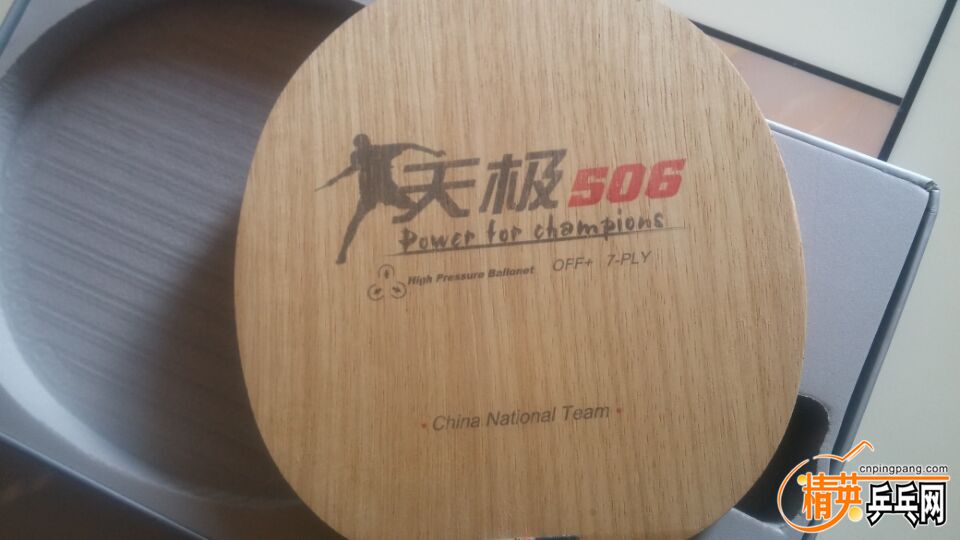 天极506
Power for champions
High Pressure Ballonet OFF+ 7-PLY
• China National Team •
cnpingpang.com
精英乒乓网